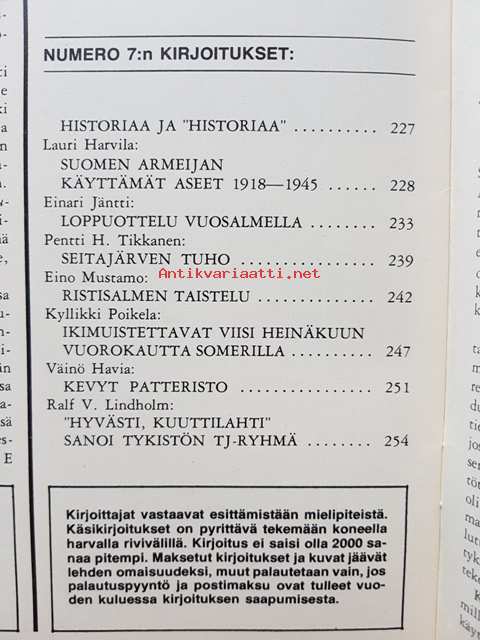 NUMERO 7:n KIRJOITUKSET:
HISTORIAA JA "HISTORIAA" .......... 227
Lauri Harvila:
SUOMEN ARMEIJAN
KÄYTTÄMÄT ASEET 1918—1945 ...... 228
Einari Jäntti:
LOPPUOTTELU VUOSALMELLA ........ 233
Pentti H. Tikkanen:
SEITAJÄRVEN TUHO .................. 239
Antikvariaatti.net
Eino Mustamo:
RISTISALMEN TAISTELU .............. 242
Kyllikki Poikela:
IKIMUISTETTAVAT VIISI HEINÄKUUN
VUOROKAUTTA SOMERILLA .......... 247
Väinö Havia:
KEVYT PATTERISTO .................. 251
Ralf V. Lindholm:
"HYVÄSTI, KUUTTILAHTI"
SANOI TYKISTÖN TJ-RYHMÄ ........ 254
Kirjoittajat vastaavat esittämistään mielipiteistä.
Käsikirjoitukset on pyrittävä tekemään koneella
harvalla rivivälillä. Kirjoitus ei saisi olla 2000 sa-
naa pitempi. Maksetut kirjoitukset ja kuvat jäävät
lehden omaisuudeksi, muut palautetaan vain, jos
palautuspyyntö ja postimaksu ovat tulleet vuo-
den kuluessa kirjoituksen saapumisesta.